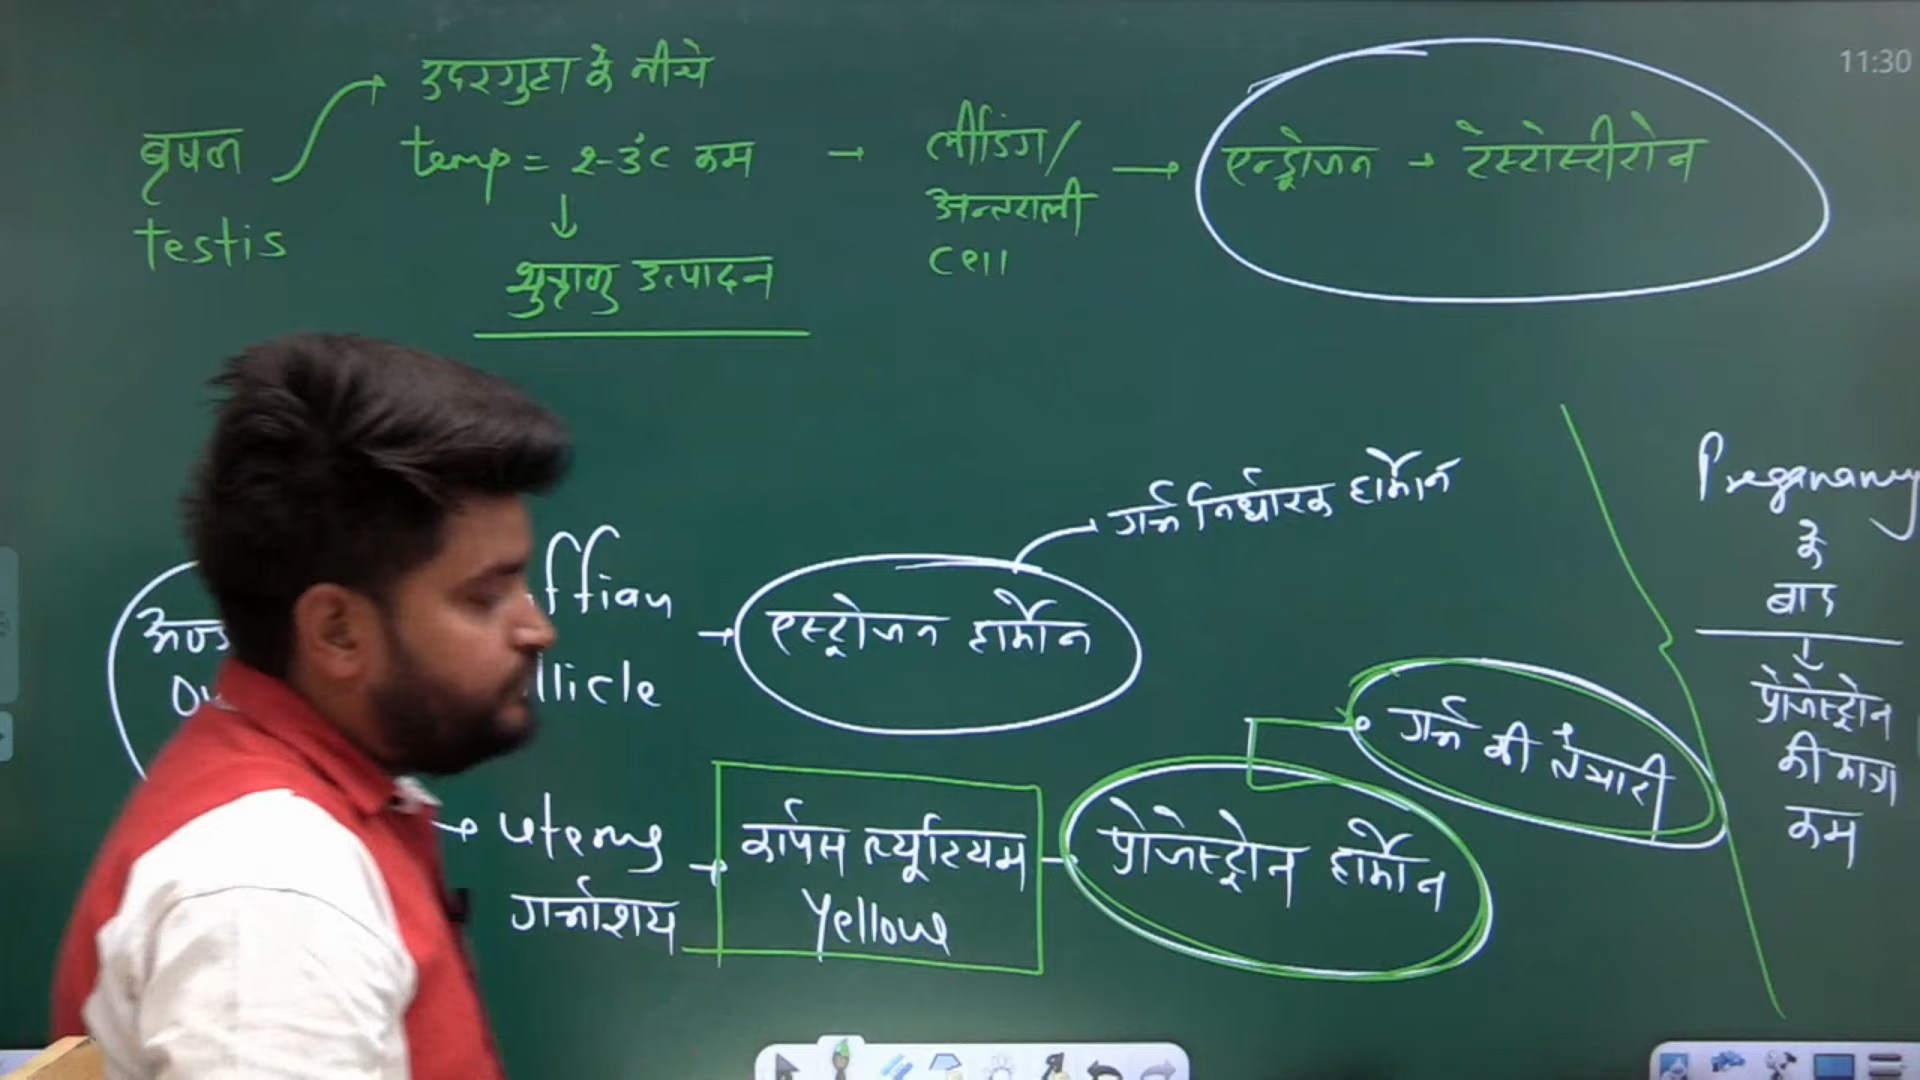 11:30
उदरगुहा के नीचे
वृषण
testis
temp = 2-3°c कम
↓
शुक्राणु उत्पादन
→ लीडिंग/
अन्तराली
cell
→ एन्ड्रोजन → टेस्टोस्टीरोन
गर्भ निर्धारक हार्मोन
ffian
llicle
→ एस्ट्रोजन हार्मोन
गर्भ की तैयारी
→ uterus
गर्भाशय
→ कार्पस ल्यूटियम
yellow
प्रोजेस्ट्रोन हार्मोन
Pregnancy
के
बाद
↓
प्रोजेस्ट्रोन
की मात्रा
कम